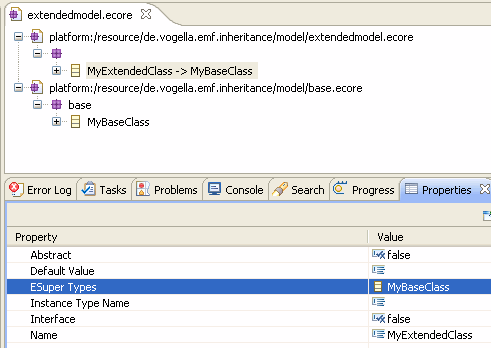 extendedmodel.ecore
platform:/resource/de.vogella.emf.inheritance/model/extendedmodel.ecore
MyExtendedClass -> MyBaseClass
platform:/resource/de.vogella.emf.inheritance/model/base.ecore
base
MyBaseClass
Error Log Tasks Problems Console Search Progress Properties
Property Value
Abstract false
Default Value
ESuper Types MyBaseClass
Instance Type Name
Interface false
Name MyExtendedClass